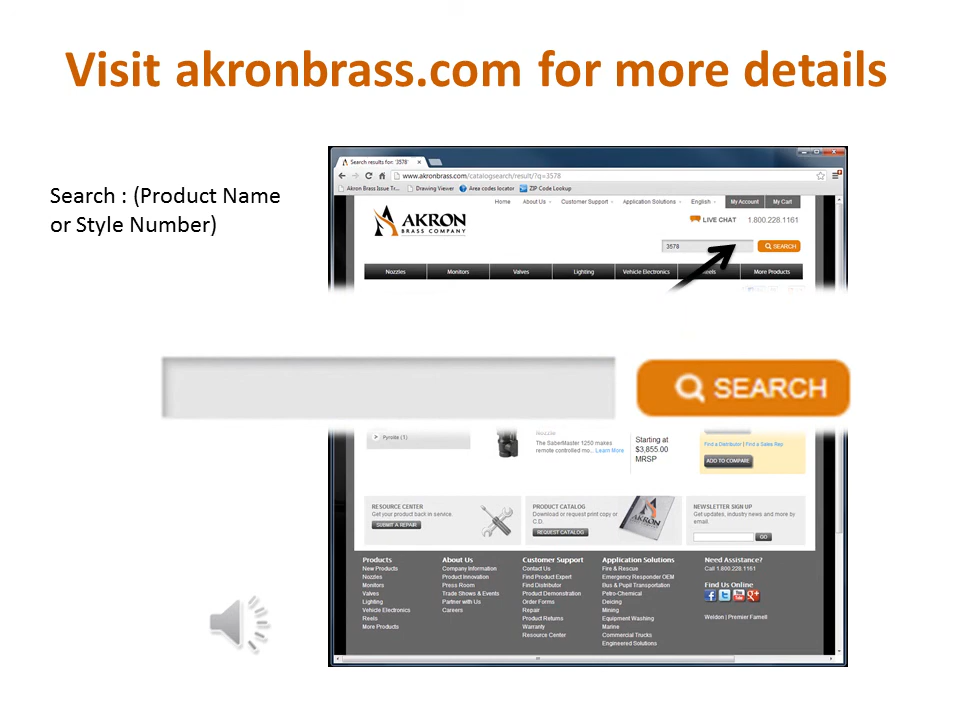 Visit akronbrass.com for more details
Search : (Product Name
or Style Number)
Search results for: '3578'
www.akronbrass.com/catalogsearch/result/?q=3578
Akron Brass Issue Tr... Drawing Viewer Area codes locator ZIP Code Lookup
Home About Us Customer Support Application Solutions English My Account My Cart
AKRON
BRASS COMPANY
LIVE CHAT 1.800.228.1161
3578 SEARCH
Nozzles Monitors Valves Lighting Vehicle Electronics More Products
SEARCH
Pyrolite (1)
The SaberMaster 1250 makes
remote controlled mo... Learn More
Starting at
$3,855.00
MRSP
Find a Distributor | Find a Sales Rep
ADD TO COMPARE
RESOURCE CENTER
Get your product back in service.
SUBMIT A REPAIR
PRODUCT CATALOG
Download or request print copy or
C.D.
REQUEST CATALOG
AKRON
NEWSLETTER SIGN UP
Get updates, industry news and more by
email.
GO
Products
New Products
Nozzles
Monitors
Valves
Lighting
Vehicle Electronics
Reels
More Products
About Us
Company Information
Product Innovation
Press Room
Trade Shows & Events
Partner with Us
Careers
Customer Support
Contact Us
Find Product Expert
Find Distributor
Product Demonstration
Order Forms
Repair
Product Returns
Warranty
Resource Center
Application Solutions
Fire & Rescue
Emergency Responder OEM
Bus & Pupil Transportation
Petro-Chemical
Deicing
Mining
Equipment Washing
Marine
Commercial Trucks
Engineered Solutions
Need Assistance?
Call 1.800.228.1161
Find Us Online
Weldon | Premier Farnell